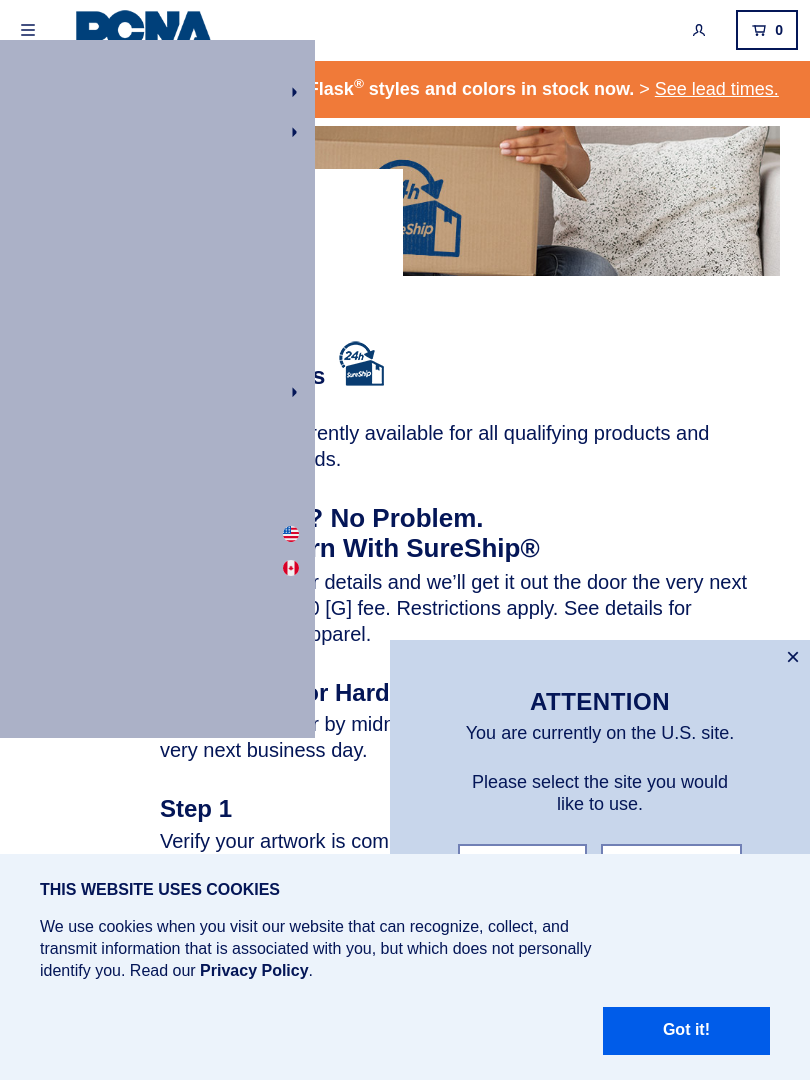 PCNA
0
Flask® styles and colors in stock now. > See lead times.
24h
SureShip
s
24h
SureShip
rently available for all qualifying products and
ds.
? No Problem.
rn With SureShip®
r details and we’ll get it out the door the very next
0 [G] fee. Restrictions apply. See details for
pparel.
or Hard
r by midn
very next business day.
Step 1
Verify your artwork is com
×
ATTENTION
You are currently on the U.S. site.
Please select the site you would
like to use.
THIS WEBSITE USES COOKIES
We use cookies when you visit our website that can recognize, collect, and
transmit information that is associated with you, but which does not personally
identify you. Read our Privacy Policy.
Got it!